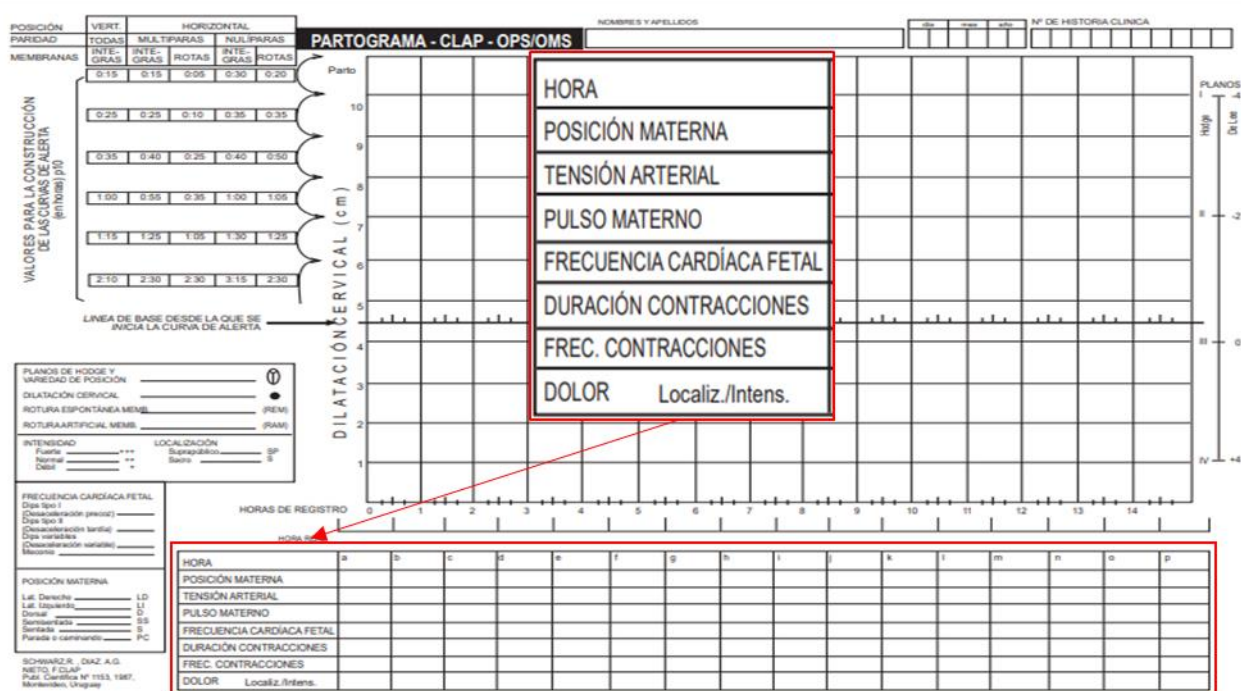 NOMBRES Y APELLIDOS
dia mes año
Nº DE HISTORIA CLINICA
PARTOGRAMA - CLAP - OPS/OMS
POSICIÓN VERT. HORIZONTAL
PARIDAD TODAS MULTIPARAS NULÍPARAS
MEMBRANAS INTE-GRAS INTE-GRAS ROTAS INTE-GRAS ROTAS
0:15 0:15 0:05 0:30 0:20
0:25 0:25 0:10 0:35 0:35
0:35 0:40 0:25 0:40 0:50
1:00 0:55 0:35 1:00 1:05
1:15 1:25 1:05 1:30 1:25
2:10 2:30 2:30 3:15 2:30
VALORES PARA LA CONSTRUCCIÓN
DE LAS CURVAS DE ALERTA
(en horas) p10
LINEA DE BASE DESDE LA QUE SE
INICIA LA CURVA DE ALERTA
Parto
10
9
8
7
6
5
4
3
2
1
DILATACIÓN CERVICAL (cm)
HORA
POSICIÓN MATERNA
TENSIÓN ARTERIAL
PULSO MATERNO
FRECUENCIA CARDÍACA FETAL
DURACIÓN CONTRACCIONES
FREC. CONTRACCIONES
DOLOR Localiz./Intens.
PLANOS
Hodge De Lee
I -4
II -2
III 0
IV +4
PLANOS DE HODGE Y
VARIEDAD DE POSICIÓN
DILATACIÓN CERVICAL
ROTURA ESPONTÁNEA MEMB. (REM)
ROTURA ARTIFICIAL MEMB. (RAM)
INTENSIDAD LOCALIZACIÓN
Fuerte +++ Suprapúblico SP
Normal ++ Sacro S
Débil +
FRECUENCIA CARDÍACA FETAL
Dips tipo I
(Desaceleración precoz)
Dips tipo II
(Desaceleración tardía)
Dips variables
(Desaceleración variable)
Meconio
HORAS DE REGISTRO 0 1 2 3 4 5 6 7 8 9 10 11 12 13 14
POSICIÓN MATERNA
Lat. Derecho LD
Lat. Izquierdo LI
Dorsal D
Semisentada SS
Sentada S
Parada o caminando PC
HORA a b c d e f g h i j k l m n o p
POSICIÓN MATERNA
TENSIÓN ARTERIAL
PULSO MATERNO
FRECUENCIA CARDÍACA FETAL
DURACIÓN CONTRACCIONES
FREC. CONTRACCIONES
DOLOR Localiz./Intens.
SCHWARZ,R. , DIAZ. A.G.
NIETO, F.CLAP
Publ. Científica Nº 1153, 1987,
Montevideo, Uruguay